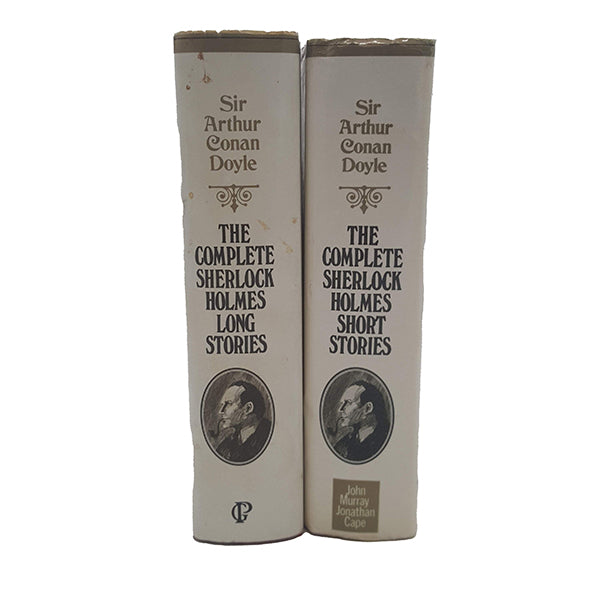 Sir
Arthur
Conan
Doyle
THE
COMPLETE
SHERLOCK
HOLMES
LONG
STORIES
Sir
Arthur
Conan
Doyle
THE
COMPLETE
SHERLOCK
HOLMES
SHORT
STORIES
John
Murray
Jonathan
Cape